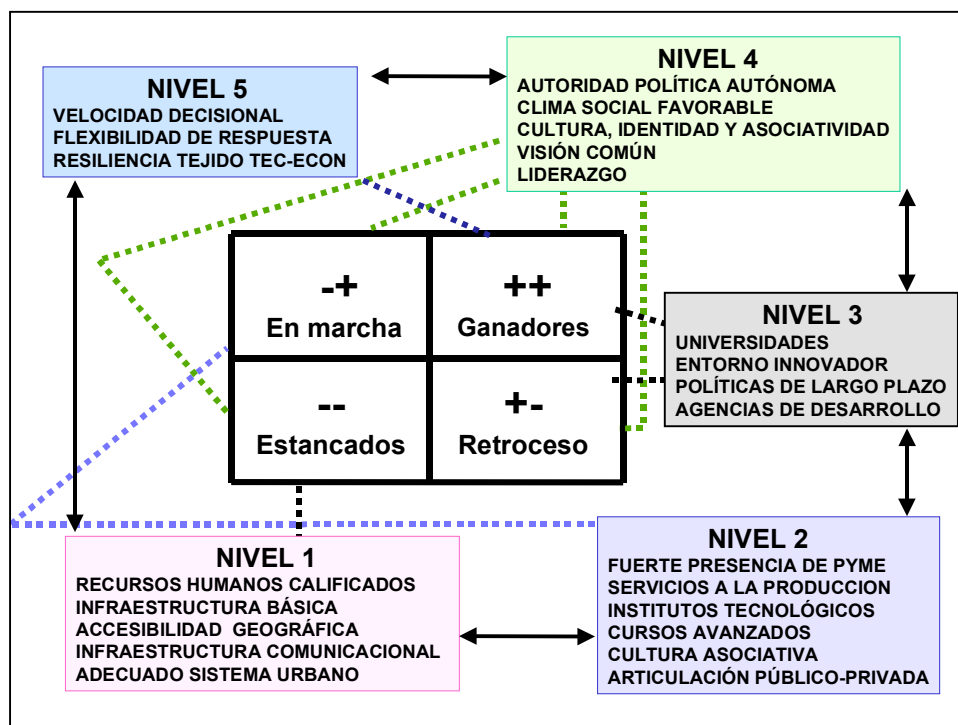 NIVEL 5
VELOCIDAD DECISIONAL
FLEXIBILIDAD DE RESPUESTA
RESILIENCIA TEJIDO TEC-ECON
NIVEL 4
AUTORIDAD POLÍTICA AUTÓNOMA
CLIMA SOCIAL FAVORABLE
CULTURA, IDENTIDAD Y ASOCIATIVIDAD
VISIÓN COMÚN
LIDERAZGO
-+
En marcha
++
Ganadores
--
Estancados
+-
Retroceso
NIVEL 3
UNIVERSIDADES
ENTORNO INNOVADOR
POLÍTICAS DE LARGO PLAZO
AGENCIAS DE DESARROLLO
NIVEL 1
RECURSOS HUMANOS CALIFICADOS
INFRAESTRUCTURA BÁSICA
ACCESIBILIDAD GEOGRÁFICA
INFRAESTRUCTURA COMUNICACIONAL
ADECUADO SISTEMA URBANO
NIVEL 2
FUERTE PRESENCIA DE PYME
SERVICIOS A LA PRODUCCION
INSTITUTOS TECNOLÓGICOS
CURSOS AVANZADOS
CULTURA ASOCIATIVA
ARTICULACIÓN PÚBLICO-PRIVADA